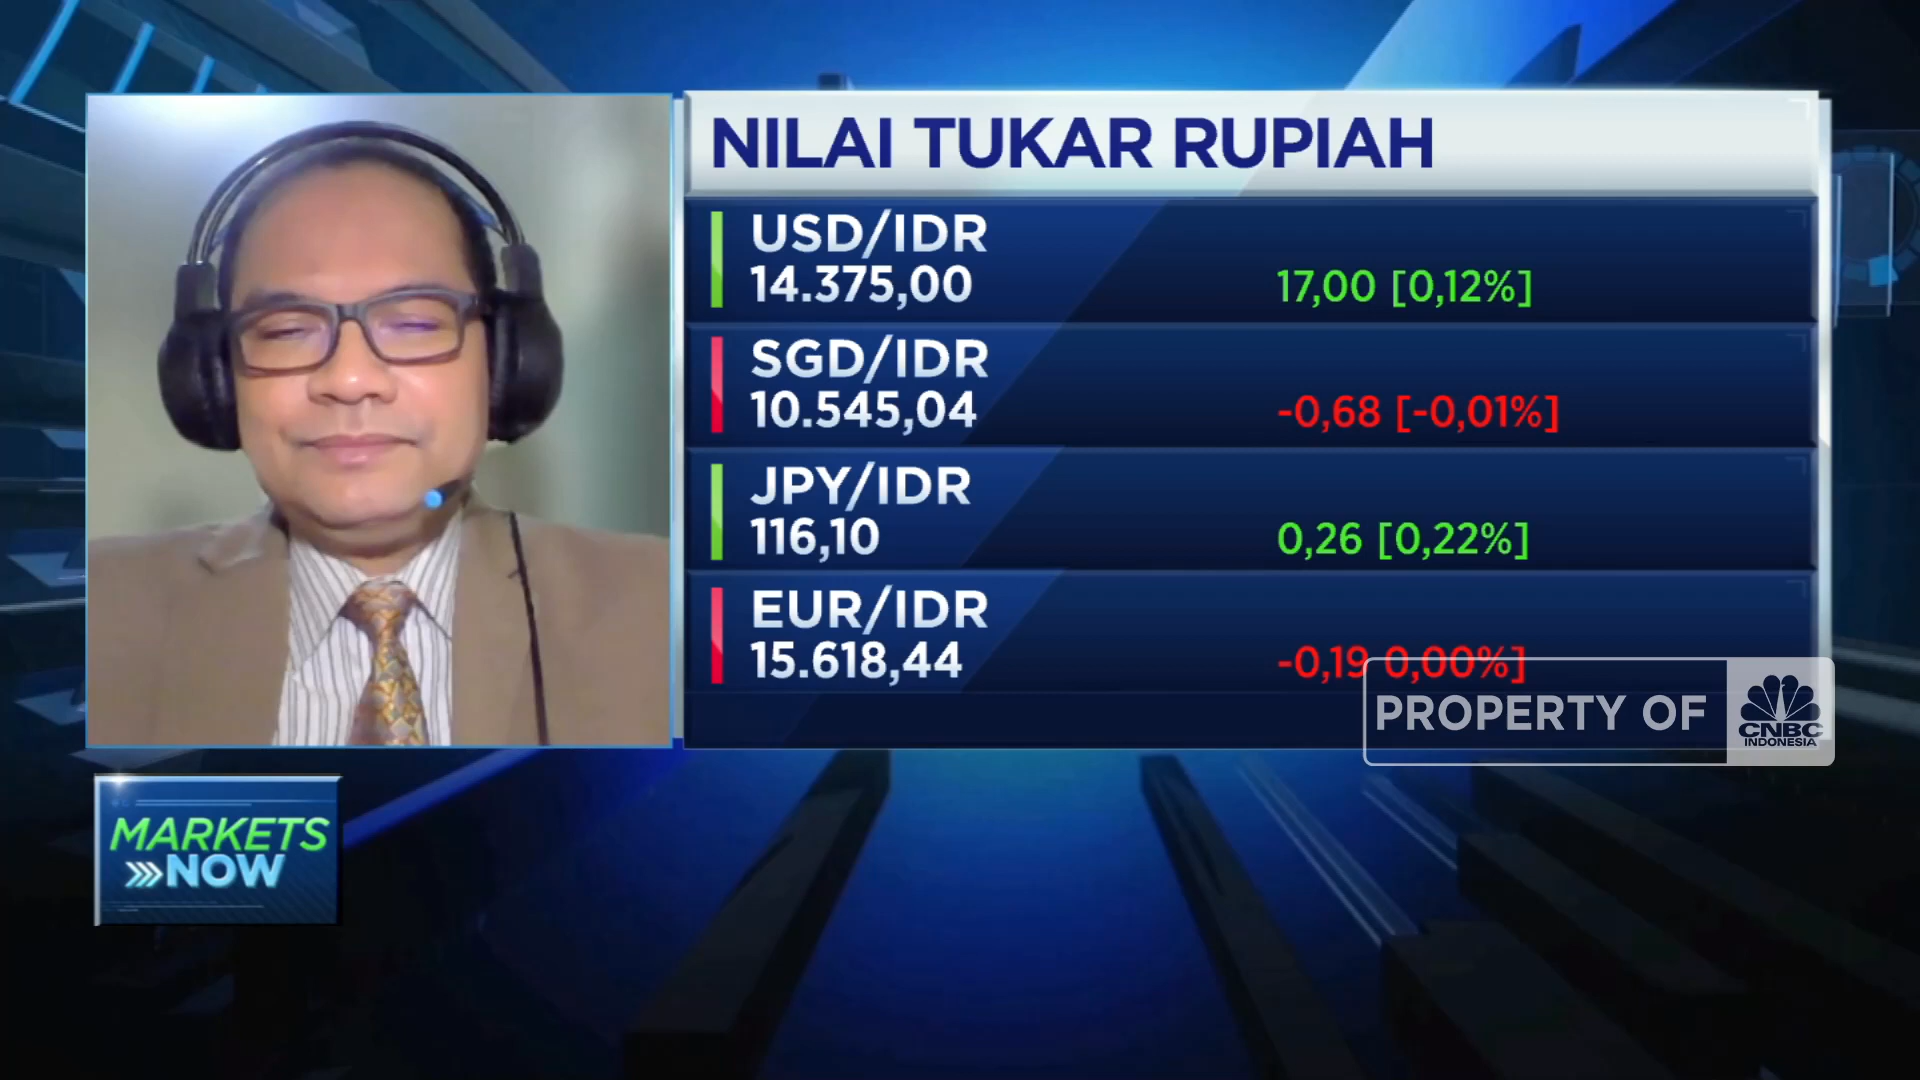 NILAI TUKAR RUPIAH
USD/IDR
14.375,00 17,00 [0,12%]
SGD/IDR
10.545,04 -0,68 [-0,01%]
JPY/IDR
116,10 0,26 [0,22%]
EUR/IDR
15.618,44 -0,19 0,00%]
PROPERTY OF
CNBC
INDONESIA
MARKETS
NOW